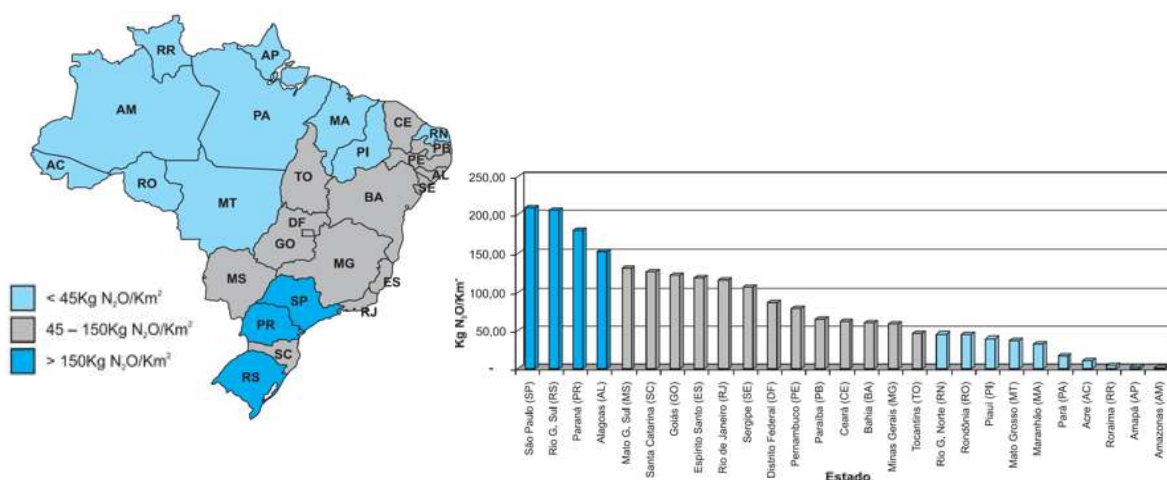 RR
AP
AM
PA
MA
CE
RN
PB
PI
PE
AC
AL
TO
SE
RO
BA
MT
DF
GO
MG
MS
ES
SP
RJ
PR
SC
RS
< 45Kg N₂O/Km²
45 – 150Kg N₂O/Km²
> 150Kg N₂O/Km²
250,00
200,00
150,00
100,00
50,00
-
Kg N₂O/Km²
São Paulo (SP)
Rio G. Sul (RS)
Paraná (PR)
Alagoas (AL)
Mato G. Sul (MS)
Santa Catarina (SC)
Goiás (GO)
Espirito Santo (ES)
Rio de Janeiro (RJ)
Sergipe (SE)
Distrito Federal (DF)
Pernambuco (PE)
Paraíba (PB)
Ceará (CE)
Bahia (BA)
Minas Gerais (MG)
Tocantins (TO)
Rio G. Norte (RN)
Rondônia (RO)
Piauí (PI)
Mato Grosso (MT)
Maranhão (MA)
Pará (PA)
Acre (AC)
Roraima (RR)
Amapá (AP)
Amazonas (AM)
Estado